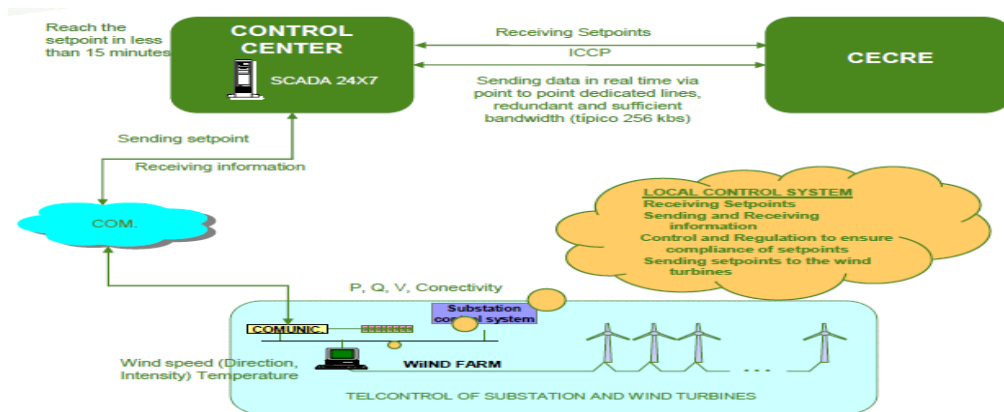 Reach the
setpoint in less
than 15 minutes
CONTROL
CENTER
SCADA 24X7
Receiving Setpoints
ICCP
Sending data in real time via
point to point dedicated lines,
redundant and sufficient
bandwidth (típico 256 kbs)
CECRE
Sending setpoint
Receiving information
COM.
LOCAL CONTROL SYSTEM
Receiving Setpoints
Sending and Receiving
information
Control and Regulation to ensure
compliance of setpoints
Sending setpoints to the wind
turbines
P, Q, V, Conectivity
Substation
control system
COMUNIC.
Wind speed (Direction,
Intensity) Temperature
WiIND FARM
TELCONTROL OF SUBSTATION AND WIND TURBINES